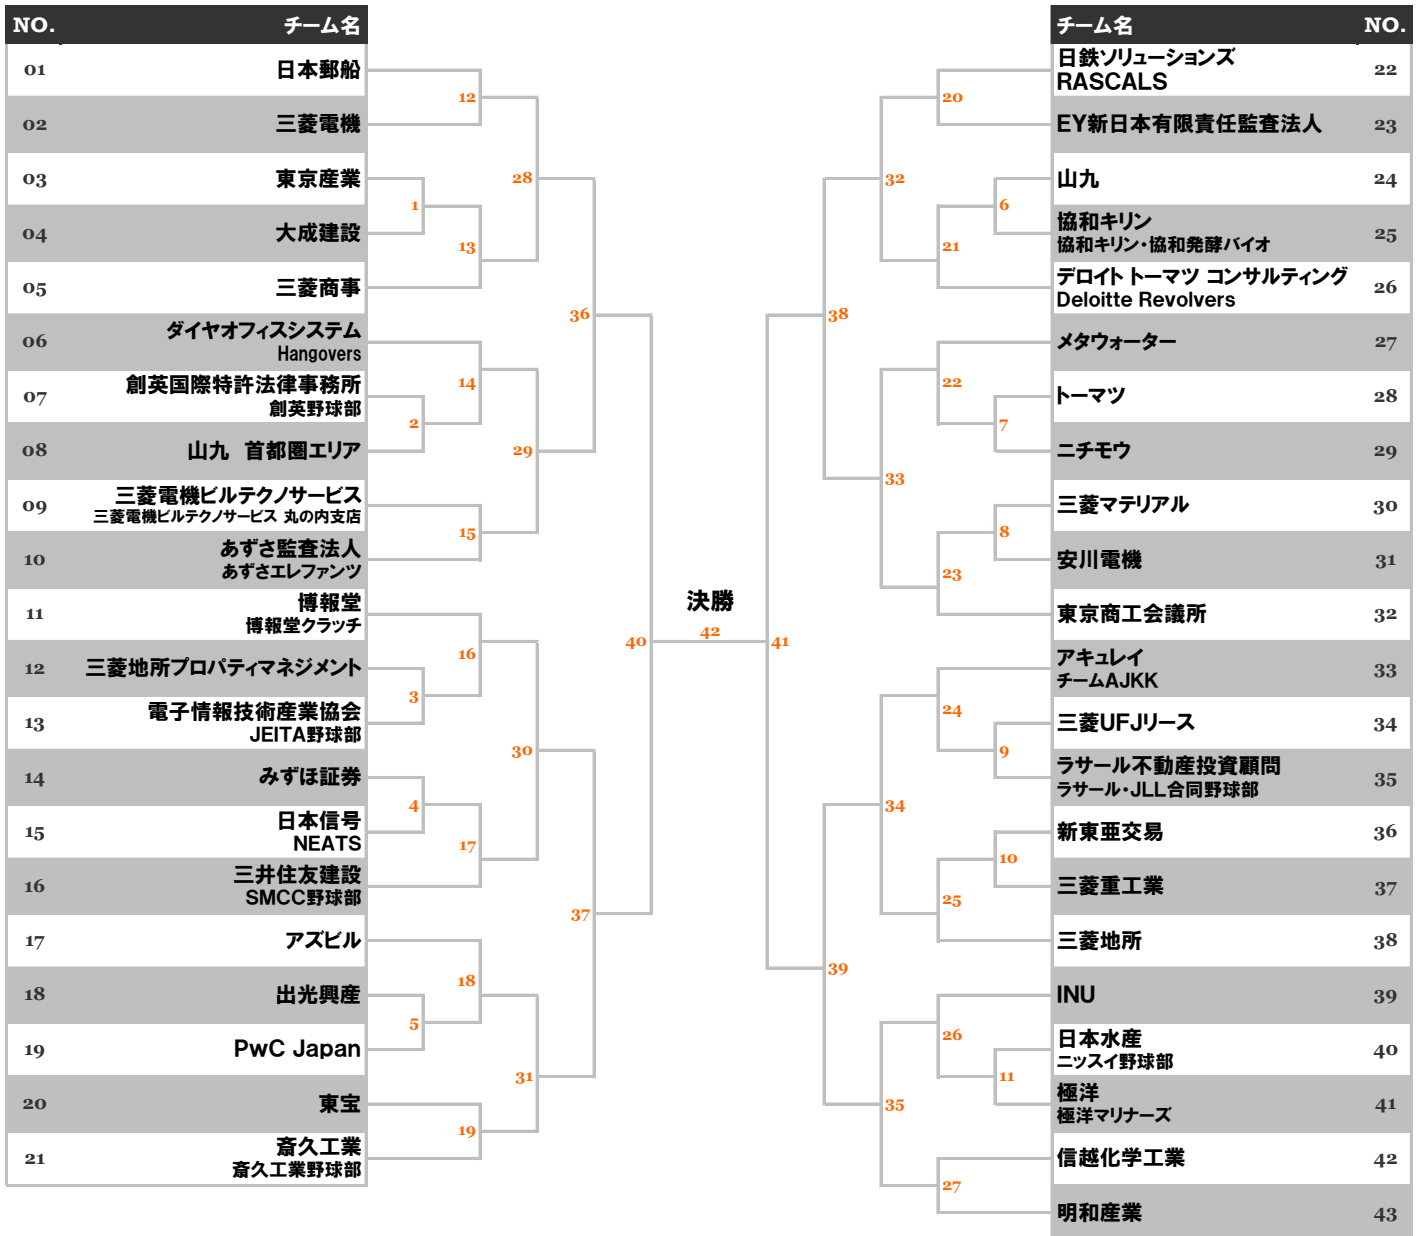 NO. チーム名
01 日本郵船
02 三菱電機
03 東京産業
04 大成建設
05 三菱商事
06 ダイヤオフィスシステム
Hangovers
07 創英国際特許法律事務所
創英野球部
08 山九 首都圏エリア
09 三菱電機ビルテクノサービス
三菱電機ビルテクノサービス 丸の内支店
10 あずさ監査法人
あずさエレファンツ
11 博報堂
博報堂クラッチ
12 三菱地所プロパティマネジメント
13 電子情報技術産業協会
JEITA野球部
14 みずほ証券
15 日本信号
NEATS
16 三井住友建設
SMCC野球部
17 アズビル
18 出光興産
19 PwC Japan
20 東宝
21 斎久工業
斎久工業野球部
12
1
13
28
14
2
29
15
36
16
3
30
4
17
37
18
5
31
19
40
決勝
42
41
20
32
6
21
38
22
7
33
8
23
24
9
34
10
25
39
26
11
35
27
チーム名 NO.
日鉄ソリューションズ
RASCALS 22
EY新日本有限責任監査法人 23
山九 24
協和キリン
協和キリン・協和発酵バイオ 25
デロイト トーマツ コンサルティング
Deloitte Revolvers 26
メタウォーター 27
トーマツ 28
ニチモウ 29
三菱マテリアル 30
安川電機 31
東京商工会議所 32
アキュレイ
チームAJKK 33
三菱UFJリース 34
ラサール不動産投資顧問
ラサール・JLL合同野球部 35
新東亜交易 36
三菱重工業 37
三菱地所 38
INU 39
日本水産
ニッスイ野球部 40
極洋
極洋マリナーズ 41
信越化学工業 42
明和産業 43